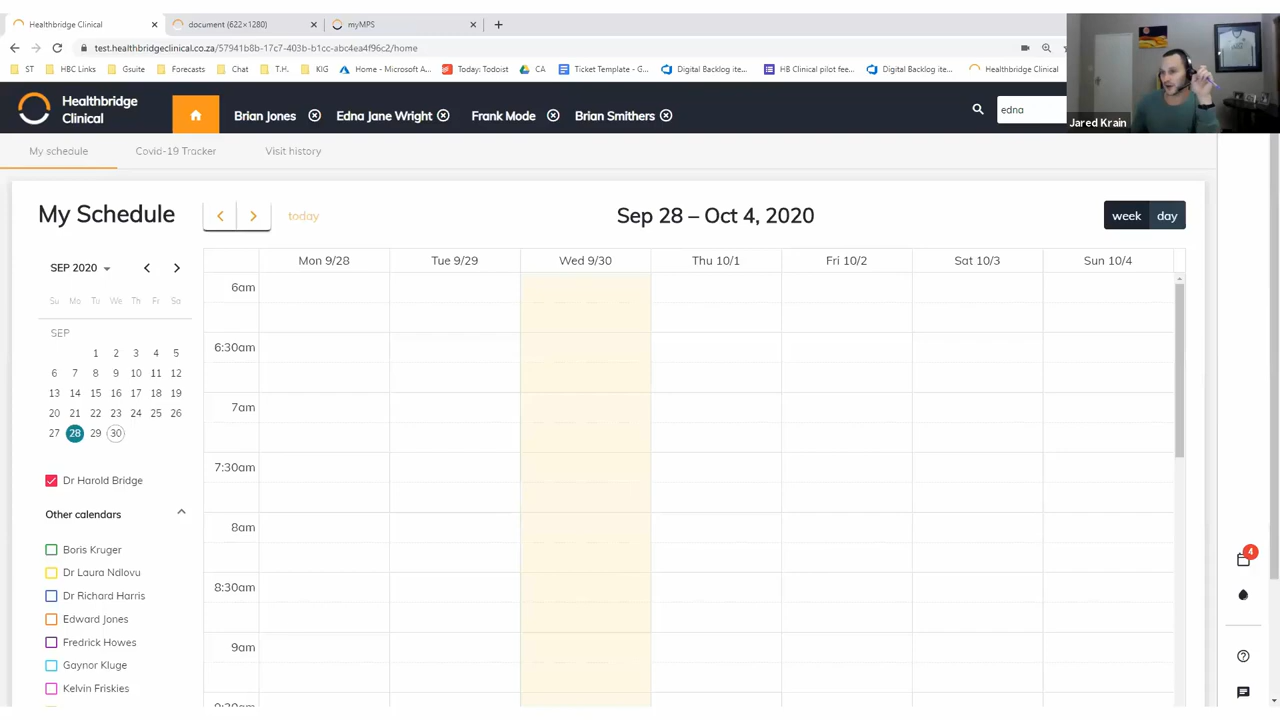 Healthbridge Clinical
document (622×1280)
myMPS
test.healthbridgeclinical.co.za/57941b8b-17c7-403b-b1cc-abc4ea4f96c2/home
ST
HBC Links
Gsuite
Forecasts
Chat
T.H.
KIG
Home - Microsoft A...
Today: Todoist
CA
Ticket Template - G...
Digital Backlog ite...
HB Clinical pilot fee...
Digital Backlog ite...
Healthbridge Clinical
Healthbridge
Clinical
Brian Jones
Edna Jane Wright
Frank Mode
Brian Smithers
edna
Jared Krain
My schedule
Covid-19 Tracker
Visit history
My Schedule
today
Sep 28 – Oct 4, 2020
week
day
SEP 2020
Su Mo Tu We Th Fr Sa
SEP
1 2 3 4 5
6 7 8 9 10 11 12
13 14 15 16 17 18 19
20 21 22 23 24 25 26
27 28 29 30
Dr Harold Bridge
Other calendars
Boris Kruger
Dr Laura Ndlovu
Dr Richard Harris
Edward Jones
Fredrick Howes
Gaynor Kluge
Kelvin Friskies
Mon 9/28
Tue 9/29
Wed 9/30
Thu 10/1
Fri 10/2
Sat 10/3
Sun 10/4
6am
6:30am
7am
7:30am
8am
8:30am
9am
9:30am
4